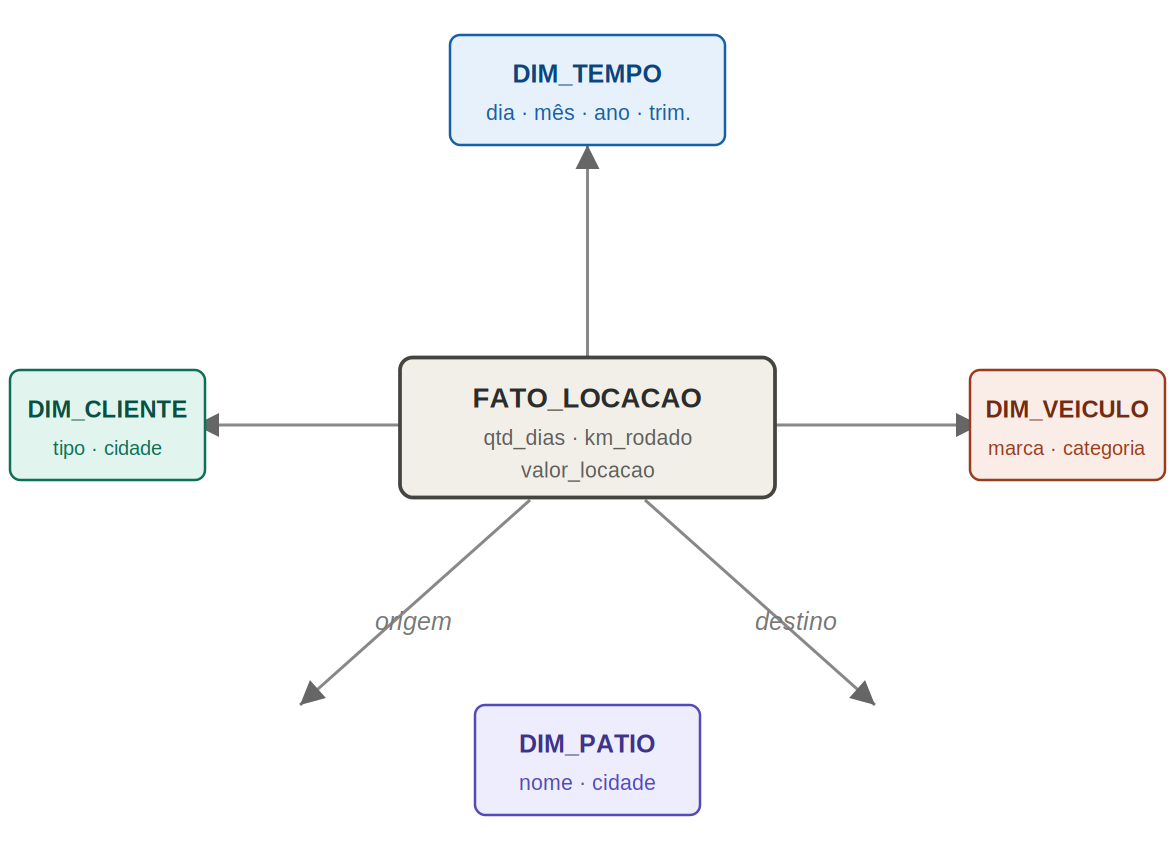 DIM_TEMPO
dia · mês · ano · trim.
DIM_CLIENTE
tipo · cidade
FATO_LOCACAO
qtd_dias · km_rodado
valor_locacao
DIM_VEICULO
marca · categoria
origem
destino
DIM_PATIO
nome · cidade